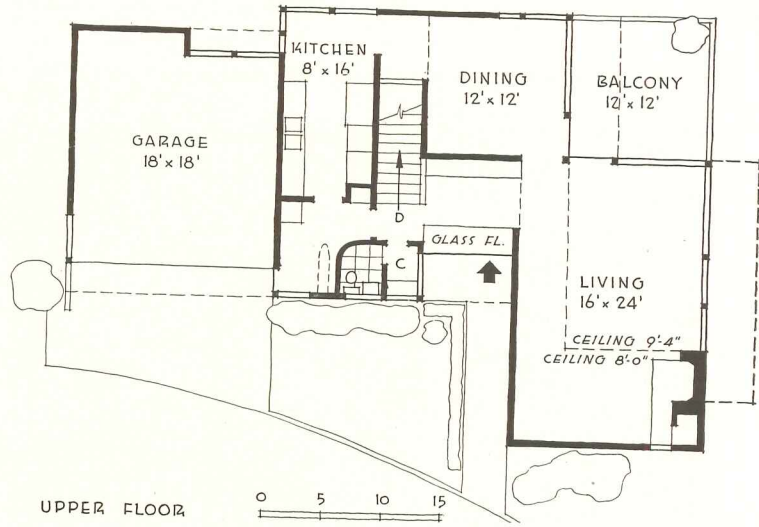 KITCHEN
8' x 16'
DINING
12' x 12'
BALCONY
12' x 12'
GARAGE
18' x 18'
D
GLASS FL.
C
LIVING
16' x 24'
CEILING 9'-4"
CEILING 8'-0"
UPPER FLOOR
0 5 10 15